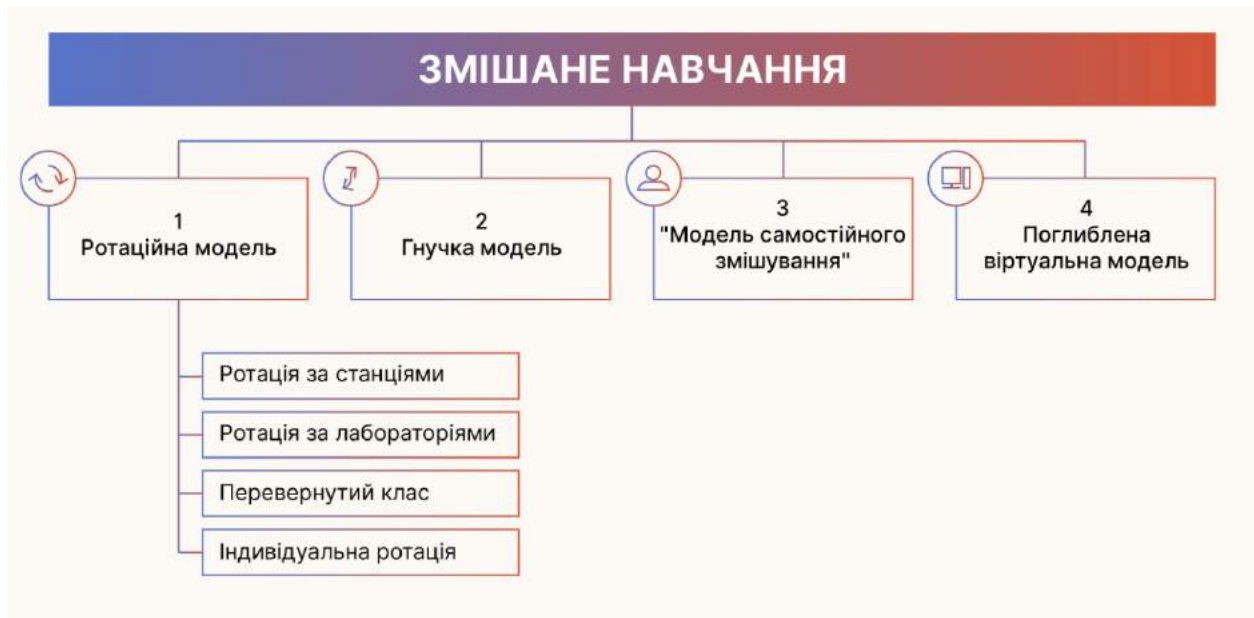 ЗМІШАНЕ НАВЧАННЯ
1
Ротаційна модель
2
Гнучка модель
3
"Модель самостійного
змішування"
4
Поглиблена
віртуальна модель
Ротація за станціями
Ротація за лабораторіями
Перевернутий клас
Індивідуальна ротація